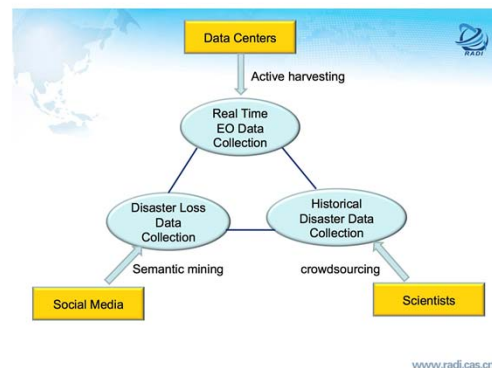 Data Centers
RADI
Active harvesting
Real Time
EO Data
Collection
Disaster Loss
Data
Collection
Historical
Disaster Data
Collection
Semantic mining
crowdsourcing
Social Media
Scientists
www.radi.cas.cn